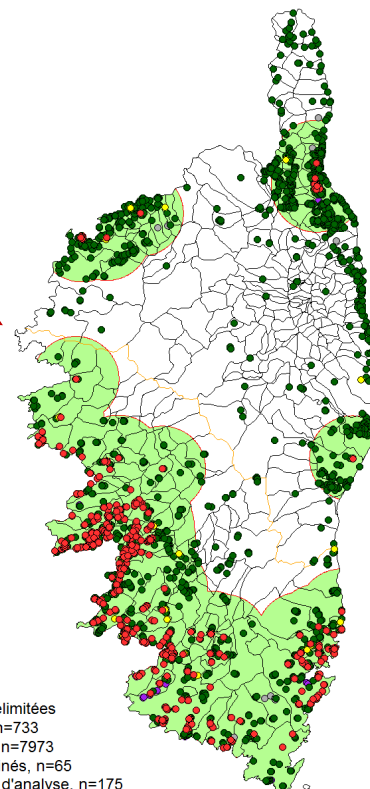 elimitées
n=733
n=7973
nés, n=65
d'analyse, n=175